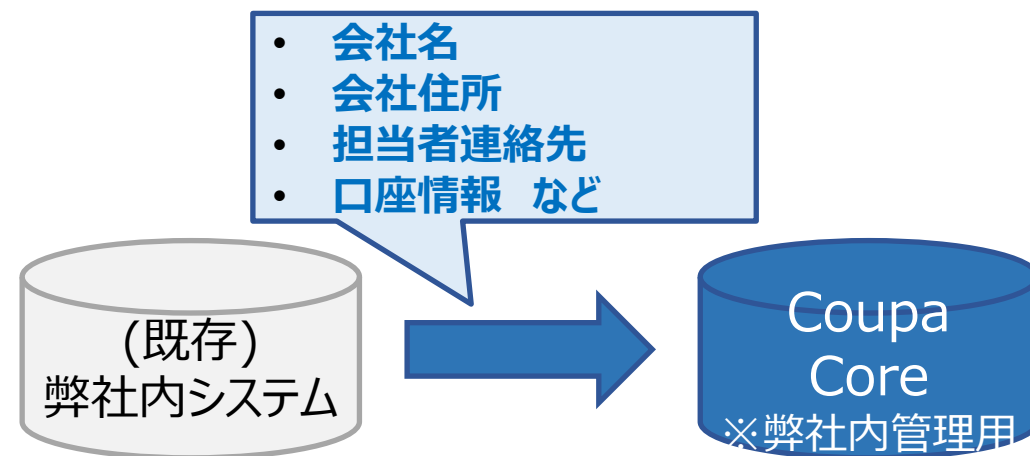 • 会社名
• 会社住所
• 担当者連絡先
• 口座情報　など
(既存)
弊社内システム
Coupa
Core
※弊社内管理用